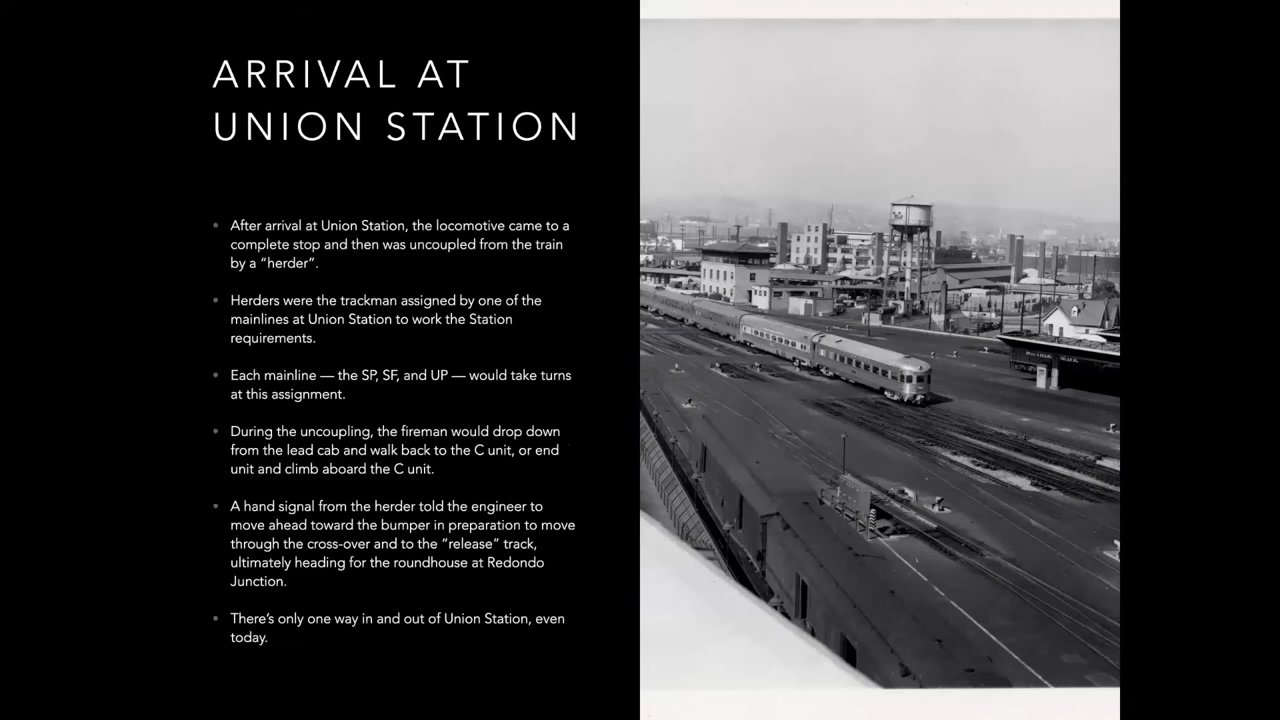 ARRIVAL AT
UNION STATION
• After arrival at Union Station, the locomotive came to a
complete stop and then was uncoupled from the train
by a “herder”.
• Herders were the trackman assigned by one of the
mainlines at Union Station to work the Station
requirements.
• Each mainline — the SP, SF, and UP — would take turns
at this assignment.
• During the uncoupling, the fireman would drop down
from the lead cab and walk back to the C unit, or end
unit and climb aboard the C unit.
• A hand signal from the herder told the engineer to
move ahead toward the bumper in preparation to move
through the cross-over and to the “release” track,
ultimately heading for the roundhouse at Redondo
Junction.
• There’s only one way in and out of Union Station, even
today.